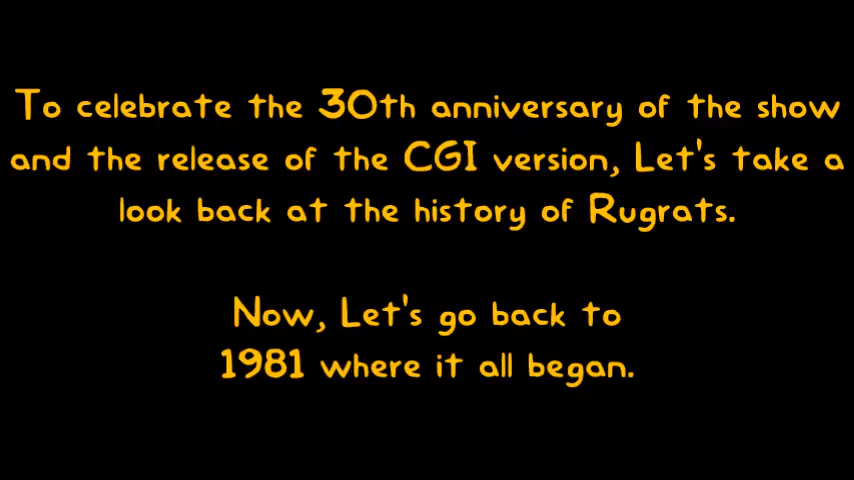 To celebrate the 30th anniversary of the show
and the release of the CGI version, Let's take a
look back at the history of Rugrats.
Now, Let's go back to
1981 where it all began.